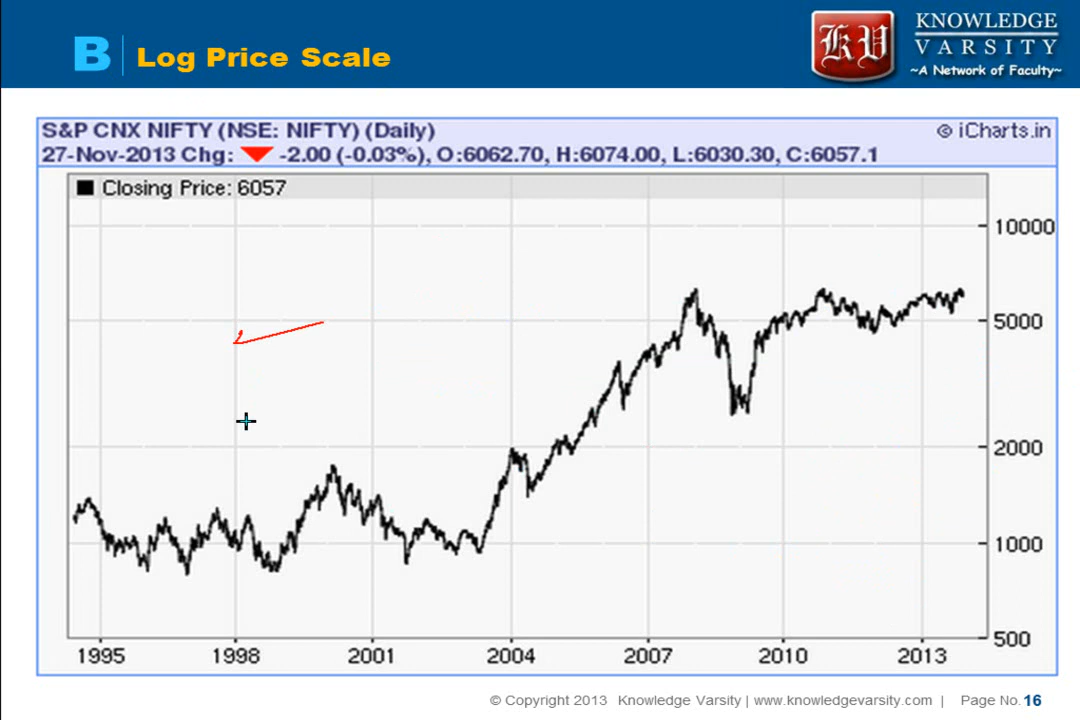 B Log Price Scale
KV KNOWLEDGE
VARSITY
~A Network of Faculty~
S&P CNX NIFTY (NSE: NIFTY) (Daily)
© iCharts.in
27-Nov-2013 Chg: -2.00 (-0.03%), O:6062.70, H:6074.00, L:6030.30, C:6057.1
Closing Price: 6057
10000
5000
2000
1000
500
1995 1998 2001 2004 2007 2010 2013
© Copyright 2013 Knowledge Varsity | www.knowledgevarsity.com | Page No. 16